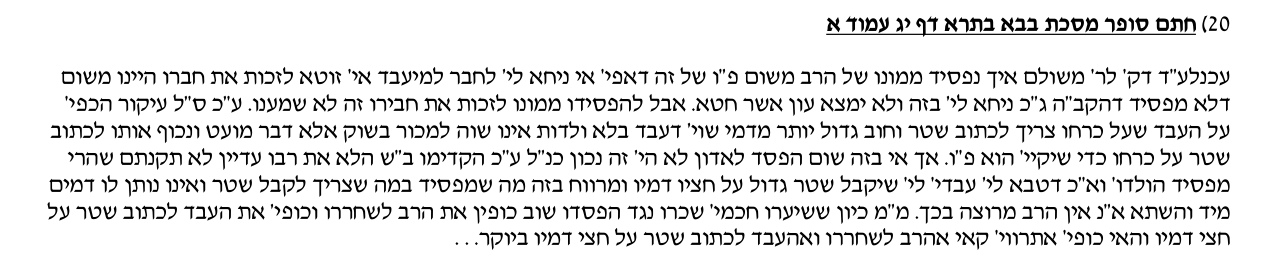 20) חתם סופר מסכת בבא בתרא דף יג עמוד א
עכנלע"ד דק' לר' משולם איך נפסיד ממונו של הרב משום פ"ו של זה דאפי' אי ניחא לי' לחבר למיעבד אי' זוטא לזכות את חברו היינו משום
דלא מפסיד דהקב"ה ג"כ ניחא לי' בזה ולא ימצא עון אשר חטא. אבל להפסידו ממונו לזכות את חבירו זה לא שמענו. ע"כ ס"ל עיקור הכפי'
על העבד שעל כרחו צריך לכתוב שטר וחוב גדול יותר מדמי שוי' דעבד בלא ולדות אינו שוה למכור בשוק אלא דבר מועט ונכוף אותו לכתוב
שטר על כרחו כדי שיקיי' הוא פ"ו. אך אי בזה שום הפסד לאדון לא הי' זה נכון כנ"ל ע"כ הקדימו ב"ש הלא את רבו עדיין לא תקנתם שהרי
מפסיד הולדו' וא"כ דטבא לי' עבדי' לי' שיקבל שטר גדול על חציו דמיו ומרווח בזה מה שמפסיד במה שצריך לקבל שטר ואינו נותן לו דמים
מיד והשתא א"נ אין הרב מרוצה בכך. מ"מ כיון ששיערו חכמי' שכרו נגד הפסדו שוב כופין את הרב לשחררו וכופי' את העבד לכתוב שטר על
חצי דמיו והאי כופי' אתרווי' קאי אהרב לשחררו ואהעבד לכתוב שטר על חצי דמיו ביוקר...